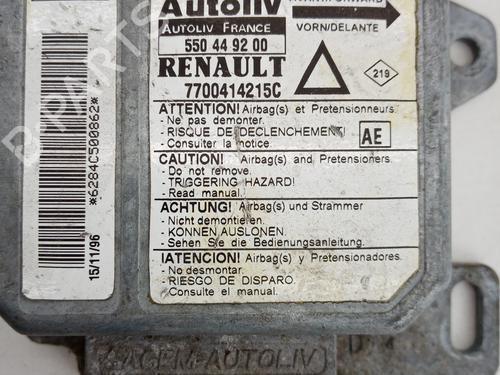 Autoliv
AVANT/FORWARD
AUTOLIV FRANCE
VORN/DELANTE
550 44 92 00
RENAULT
7700414215C
219
ATTENTION! Airbag(s) et Pretensionneurs
- Ne pas demonter.
- RISQUE DE DECLENCHEMENT!
- Consulter la notice.
AE
CAUTION! Airbag(s) and Pretensioners
- Do not remove.
- TRIGGERING HAZARD!
- Read manual.
ACHTUNG! Airbag(s) und Strammer
- Nicht demontieren.
- KONNEN AUSLONEN
- Sehen Sie die Bedienungsanleitung.
!ATENCION! Airbag(s) y Pretensionadores.
- No desmontar.
- RIESGO DE DISPARO.
- Consulte el manual.
*6284C500862*
15/11/96
SAGEM-AUTOLIV
B-PARTS